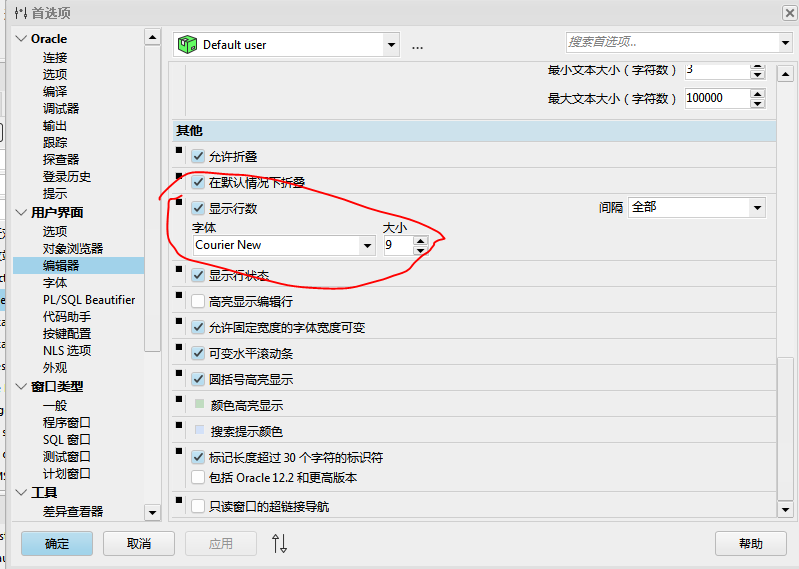 首选项
Oracle
连接
选项
编译
调试器
输出
跟踪
探查器
登录历史
提示
用户界面
选项
对象浏览器
编辑器
字体
PL/SQL Beautifier
代码助手
按键配置
NLS 选项
外观
窗口类型
一般
程序窗口
SQL 窗口
测试窗口
计划窗口
工具
差异查看器
Default user
...
搜索首选项...
最小文本大小（字符数） 3
最大文本大小（字符数） 100000
其他
允许折叠
在默认情况下折叠
显示行数 间隔 全部
字体 大小
Courier New 9
显示行状态
高亮显示编辑行
允许固定宽度的字体宽度可变
可变水平滚动条
圆括号高亮显示
颜色高亮显示
搜索提示颜色
标记长度超过 30 个字符的标识符
包括 Oracle 12.2 和更高版本
只读窗口的超链接导航
确定 取消 应用 帮助